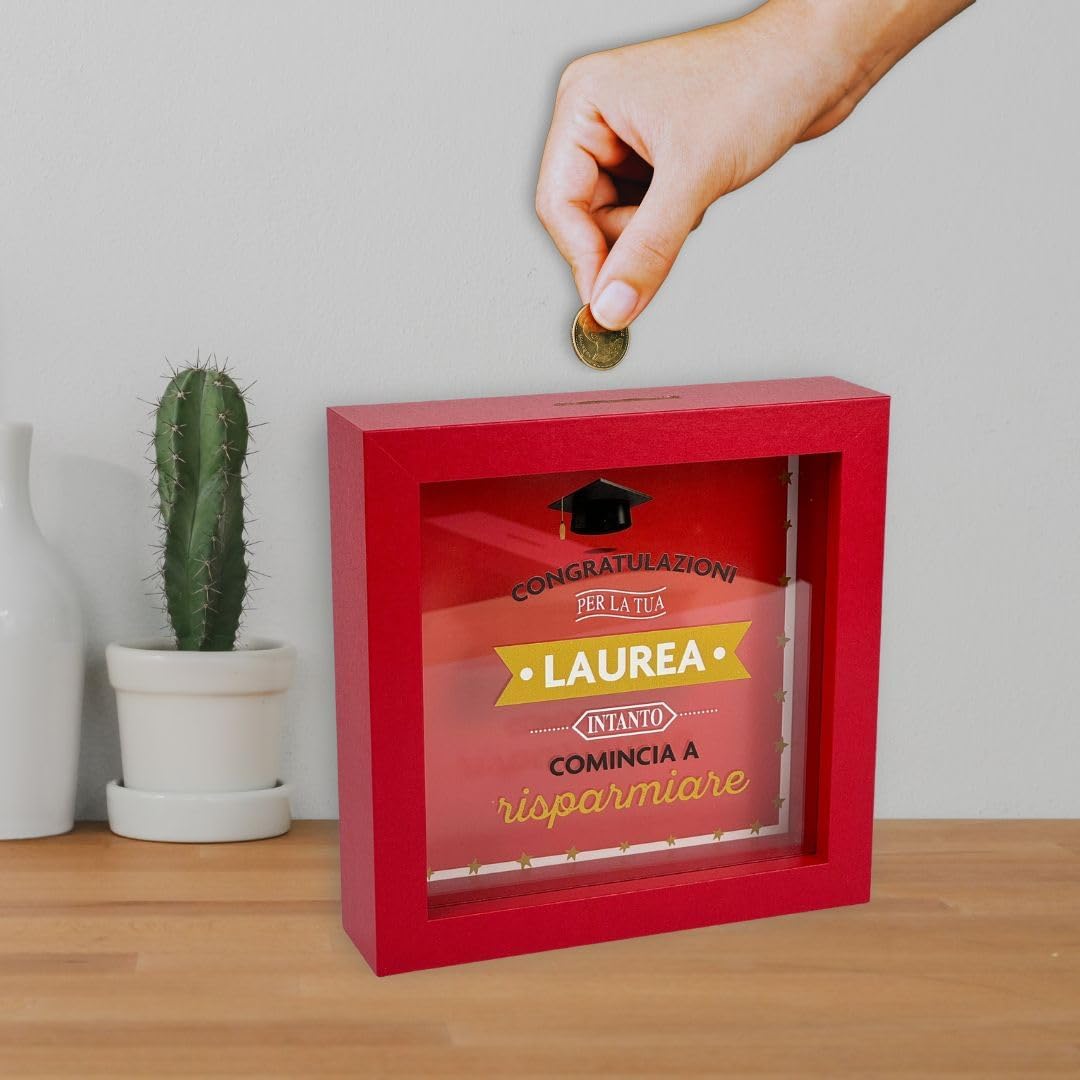 CONGRATULAZIONI
PER LA TUA
• LAUREA •
INTANTO
COMINCIA A
risparmiare